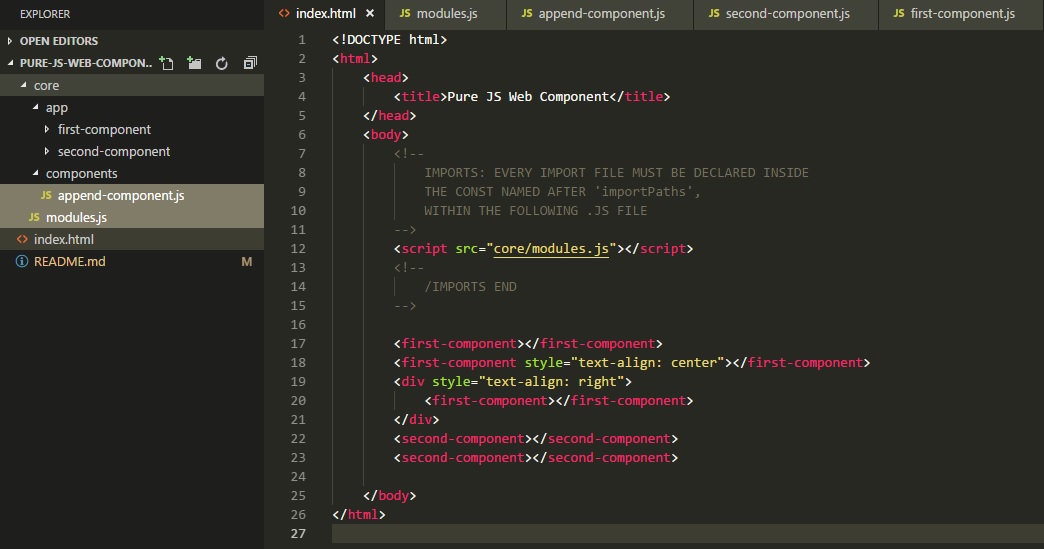 EXPLORER
OPEN EDITORS
PURE-JS-WEB-COMPON..
core
app
first-component
second-component
components
JS append-component.js
JS modules.js
<> index.html
README.md M
<> index.html × JS modules.js JS append-component.js JS second-component.js JS first-component.js
1 <!DOCTYPE html>
2 <html>
3 <head>
4 <title>Pure JS Web Component</title>
5 </head>
6 <body>
7 <!--
8 IMPORTS: EVERY IMPORT FILE MUST BE DECLARED INSIDE
9 THE CONST NAMED AFTER 'importPaths',
10 WITHIN THE FOLLOWING .JS FILE
11 -->
12 <script src="core/modules.js"></script>
13 <!--
14 /IMPORTS END
15 -->
16
17 <first-component></first-component>
18 <first-component style="text-align: center"></first-component>
19 <div style="text-align: right">
20 <first-component></first-component>
21 </div>
22 <second-component></second-component>
23 <second-component></second-component>
24
25 </body>
26 </html>
27